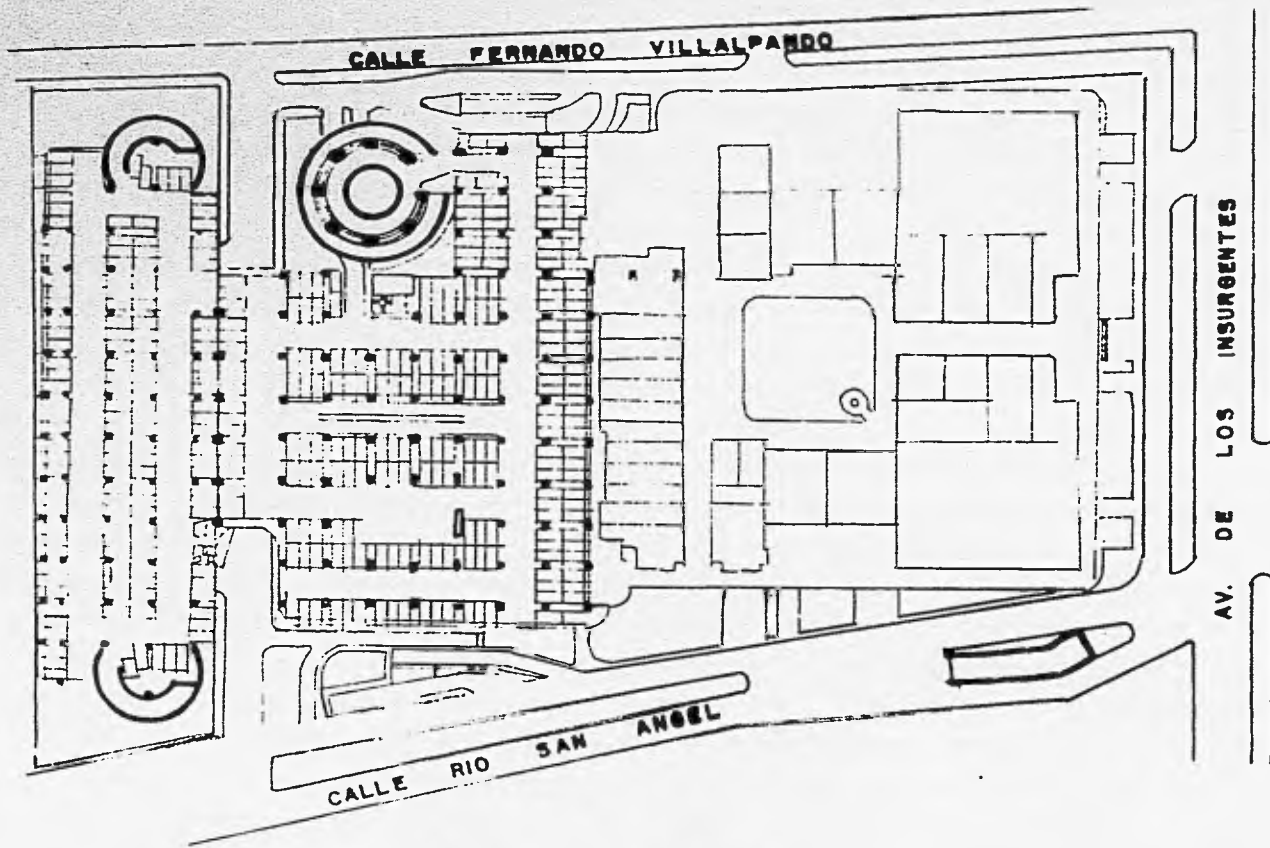 CALLE FERNANDO VILLALPANDO
AV. DE LOS INSURGENTES
CALLE RIO SAN ANGEL